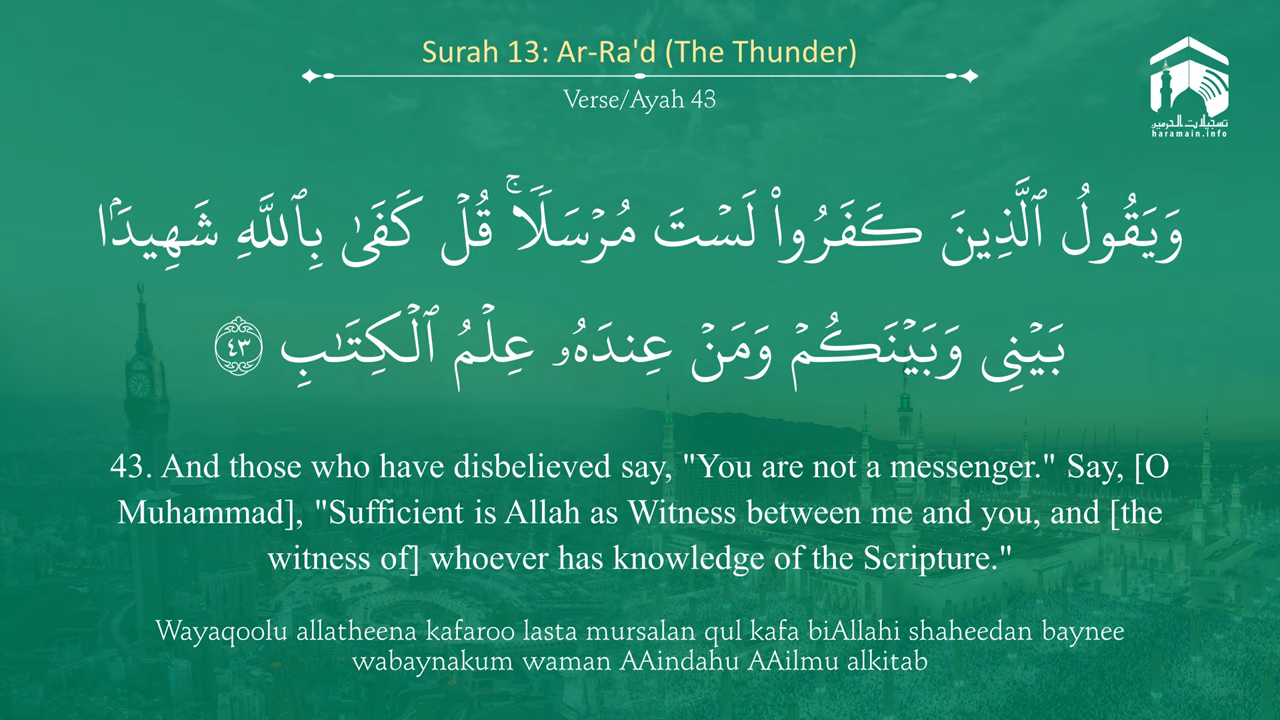 Surah 13: Ar-Ra'd (The Thunder)
Verse/Ayah 43
تسجيلات الحرمين
haramain.info
وَيَقُولُ ٱلَّذِينَ كَفَرُوا۟ لَسْتَ مُرْسَلًا ۚ قُلْ كَفَىٰ بِٱللَّهِ شَهِيدًۢا
بَيْنِى وَبَيْنَكُمْ وَمَنْ عِندَهُۥ عِلْمُ ٱلْكِتَـٰبِ ٤٣
43. And those who have disbelieved say, "You are not a messenger." Say, [O
Muhammad], "Sufficient is Allah as Witness between me and you, and [the
witness of] whoever has knowledge of the Scripture."
Wayaqoolu allatheena kafaroo lasta mursalan qul kafa biAllahi shaheedan baynee
wabaynakum waman AAindahu AAilmu alkitab